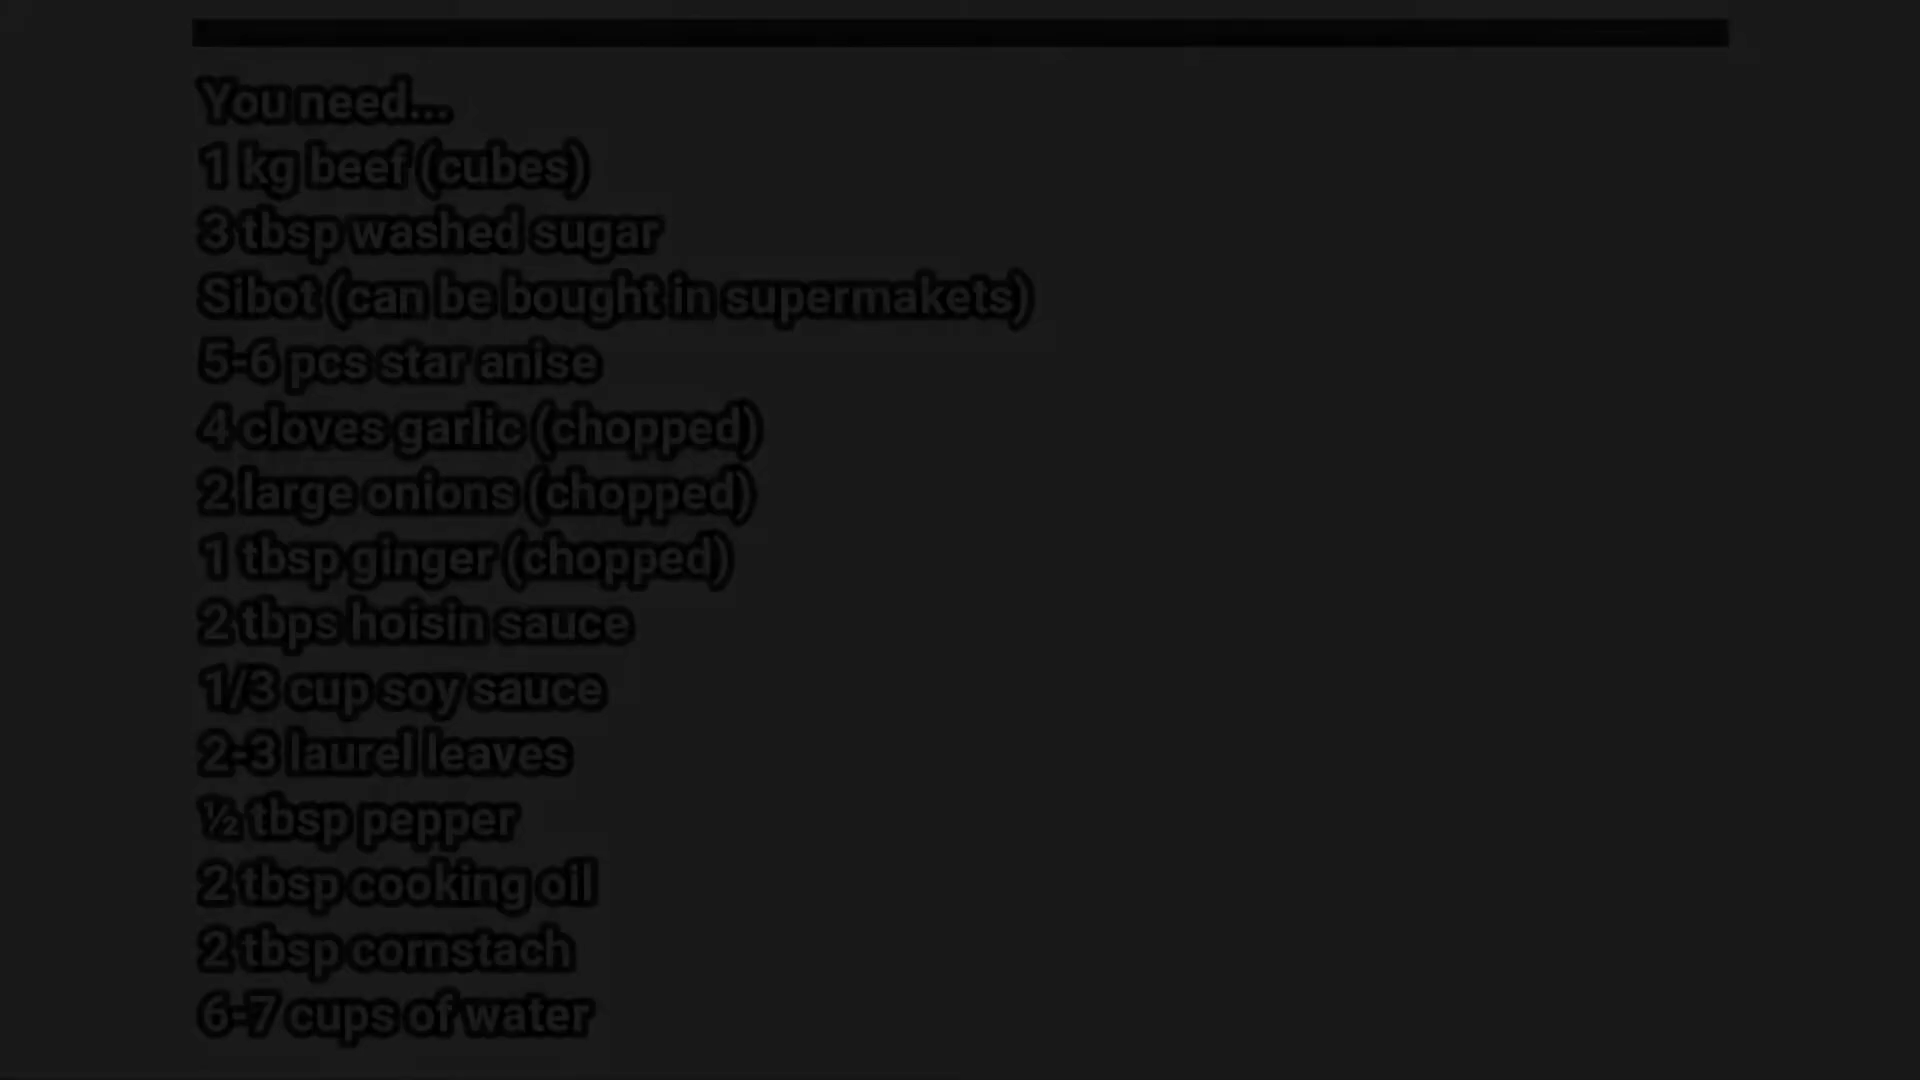 You need...
1 kg beef (cubes)
3 tbsp washed sugar
Sibot (can be bought in supermakets)
5-6 pcs star anise
4 cloves garlic (chopped)
2 large onions (chopped)
1 tbsp ginger (chopped)
2 tbps hoisin sauce
1/3 cup soy sauce
2-3 laurel leaves
½ tbsp pepper
2 tbsp cooking oil
2 tbsp cornstach
6-7 cups of water